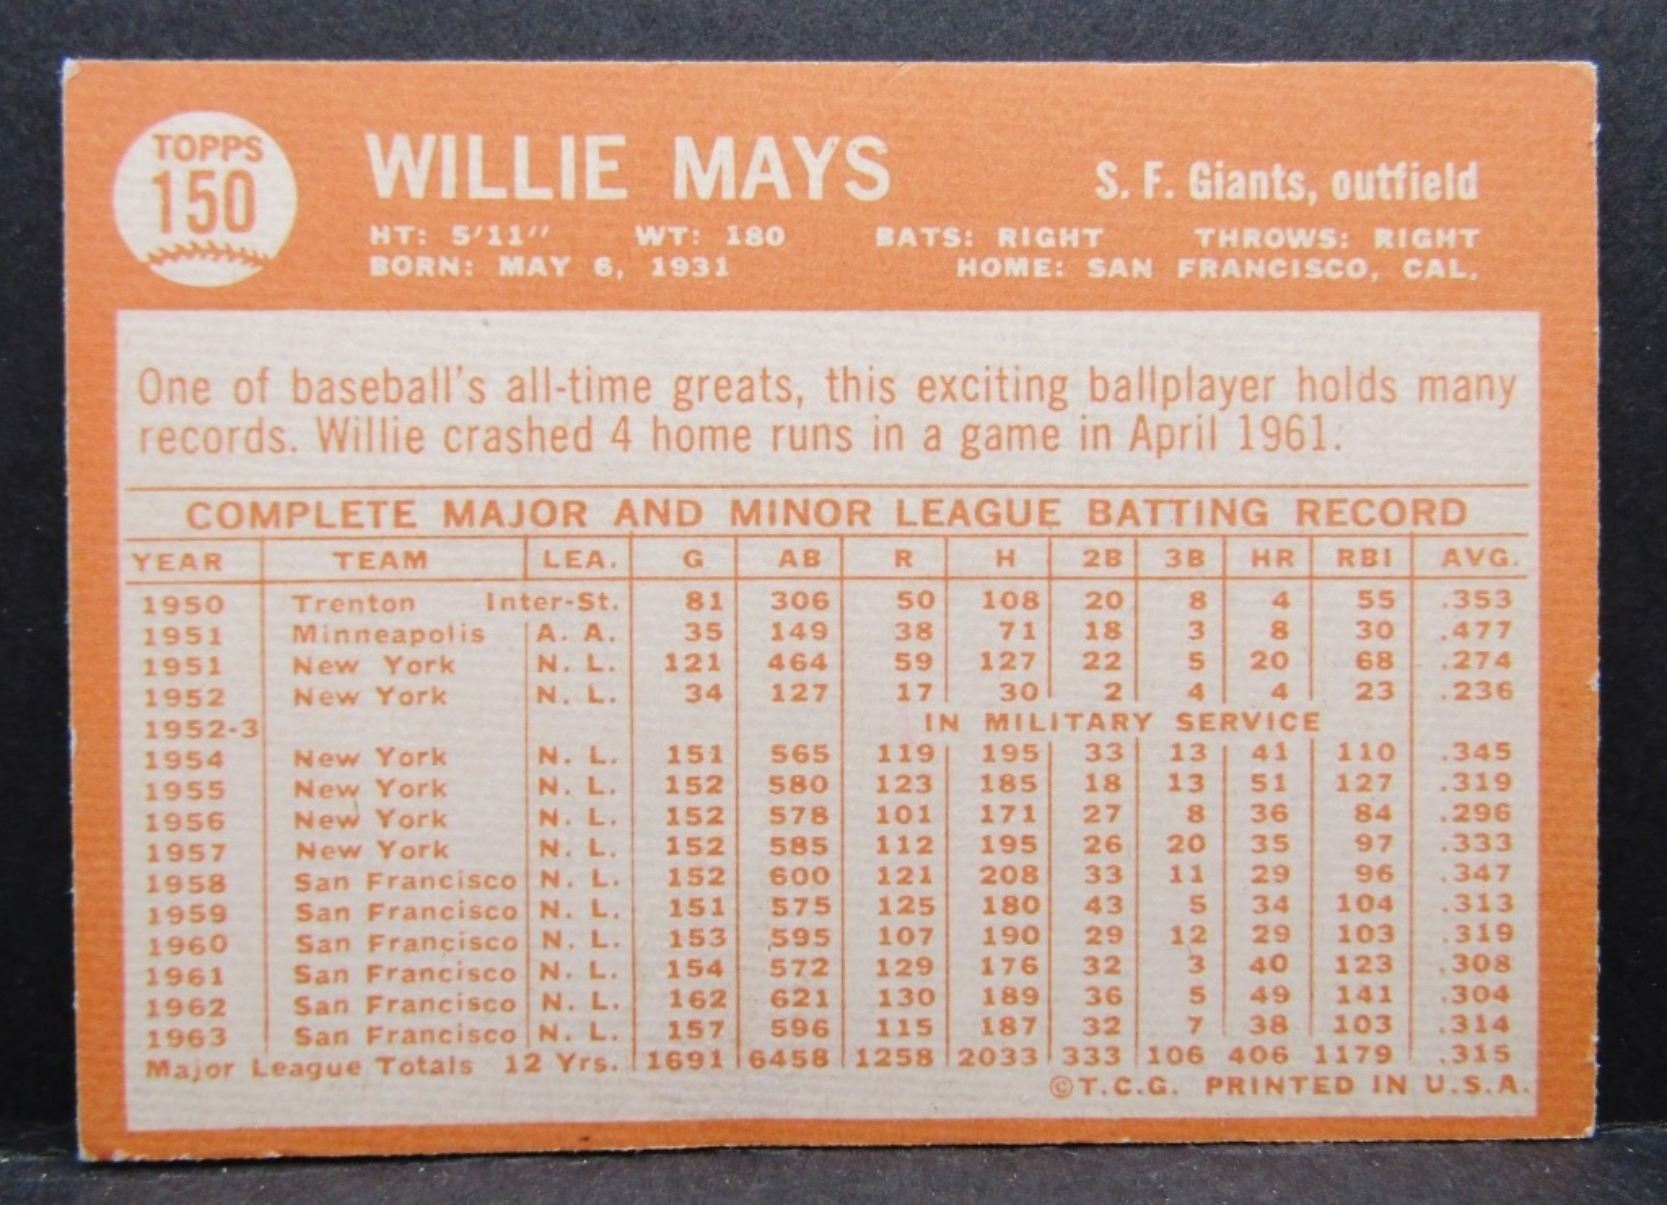 TOPPS
150
WILLIE MAYS
S. F. Giants, outfield
HT: 5'11" WT: 180 BATS: RIGHT THROWS: RIGHT
BORN: MAY 6, 1931 HOME: SAN FRANCISCO, CAL.
One of baseball's all-time greats, this exciting ballplayer holds many
records. Willie crashed 4 home runs in a game in April 1961.
COMPLETE MAJOR AND MINOR LEAGUE BATTING RECORD
YEAR TEAM LEA. G AB R H 2B 3B HR RBI AVG.
1950 Trenton Inter-St. 81 306 50 108 20 8 4 55 .353
1951 Minneapolis A. A. 35 149 38 71 18 3 8 30 .477
1951 New York N. L. 121 464 59 127 22 5 20 68 .274
1952 New York N. L. 34 127 17 30 2 4 4 23 .236
1952-3 IN MILITARY SERVICE
1954 New York N. L. 151 565 119 195 33 13 41 110 .345
1955 New York N. L. 152 580 123 185 18 13 51 127 .319
1956 New York N. L. 152 578 101 171 27 8 36 84 .296
1957 New York N. L. 152 585 112 195 26 20 35 97 .333
1958 San Francisco N. L. 152 600 121 208 33 11 29 96 .347
1959 San Francisco N. L. 151 575 125 180 43 5 34 104 .313
1960 San Francisco N. L. 153 595 107 190 29 12 29 103 .319
1961 San Francisco N. L. 154 572 129 176 32 3 40 123 .308
1962 San Francisco N. L. 162 621 130 189 36 5 49 141 .304
1963 San Francisco N. L. 157 596 115 187 32 7 38 103 .314
Major League Totals 12 Yrs. 1691 6458 1258 2033 333 106 406 1179 .315
©T.C.G. PRINTED IN U.S.A.